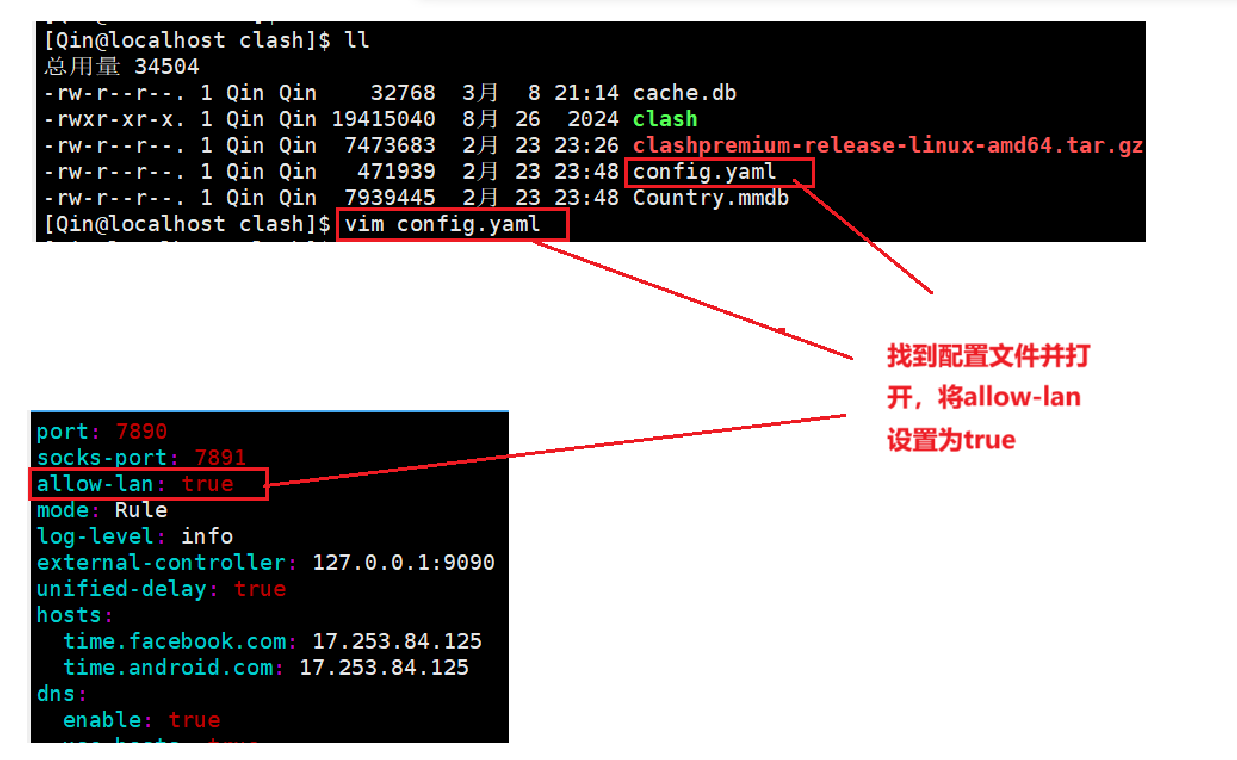 [Qin@localhost clash]$ ll
总用量 34504
-rw-r--r--. 1 Qin Qin    32768  3月  8 21:14 cache.db
-rwxr-xr-x. 1 Qin Qin 19415040  8月 26  2024 clash
-rw-r--r--. 1 Qin Qin  7473683  2月 23 23:26 clashpremium-release-linux-amd64.tar.gz
-rw-r--r--. 1 Qin Qin   471939  2月 23 23:48 config.yaml
-rw-r--r--. 1 Qin Qin  7939445  2月 23 23:48 Country.mmdb
[Qin@localhost clash]$ vim config.yaml
找到配置文件并打
开，将allow-lan
设置为true
port: 7890
socks-port: 7891
allow-lan: true
mode: Rule
log-level: info
external-controller: 127.0.0.1:9090
unified-delay: true
hosts:
  time.facebook.com: 17.253.84.125
  time.android.com: 17.253.84.125
dns:
  enable: true